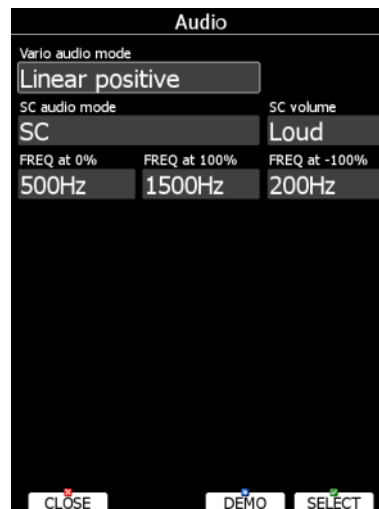 Audio
Vario audio mode
Linear positive
SC audio mode SC volume
SC Loud
FREQ at 0% FREQ at 100% FREQ at -100%
500Hz 1500Hz 200Hz
CLOSE DEMO SELECT